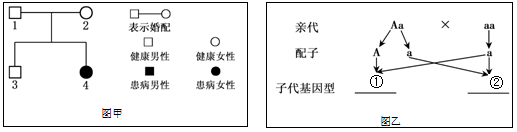 1 2 表示婚配
健康男性 健康女性
3 4 患病男性 患病女性
图甲
亲代 Aa × aa
配子 A a a
子代基因型 ① ②
图乙